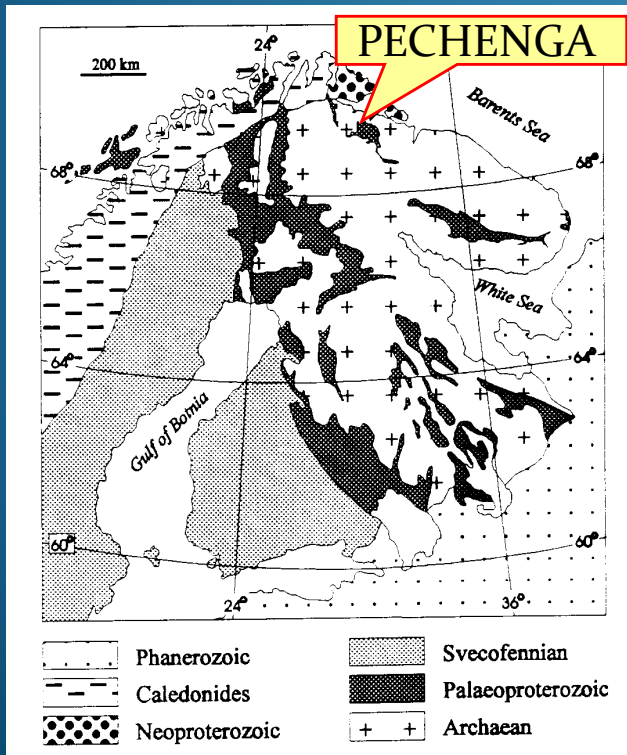 PECHENGA
24°
200 km
Barents Sea
68°
68°
White Sea
64°
64°
Gulf of Botnia
60°
60°
24°
36°
Phanerozoic
Svecofennian
Caledonides
Palaeoproterozoic
Neoproterozoic
Archaean